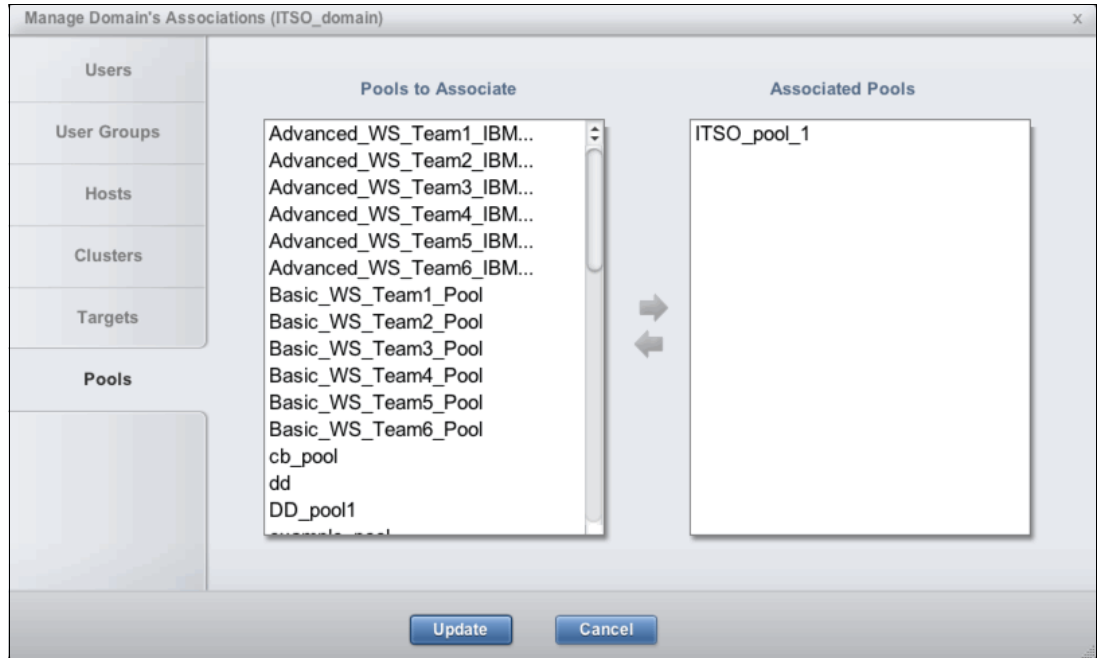 Manage Domain's Associations (ITSO_domain)
x
Users
User Groups
Hosts
Clusters
Targets
Pools
Pools to Associate
Advanced_WS_Team1_IBM...
Advanced_WS_Team2_IBM...
Advanced_WS_Team3_IBM...
Advanced_WS_Team4_IBM...
Advanced_WS_Team5_IBM...
Advanced_WS_Team6_IBM...
Basic_WS_Team1_Pool
Basic_WS_Team2_Pool
Basic_WS_Team3_Pool
Basic_WS_Team4_Pool
Basic_WS_Team5_Pool
Basic_WS_Team6_Pool
cb_pool
dd
DD_pool1
Associated Pools
ITSO_pool_1
Update
Cancel